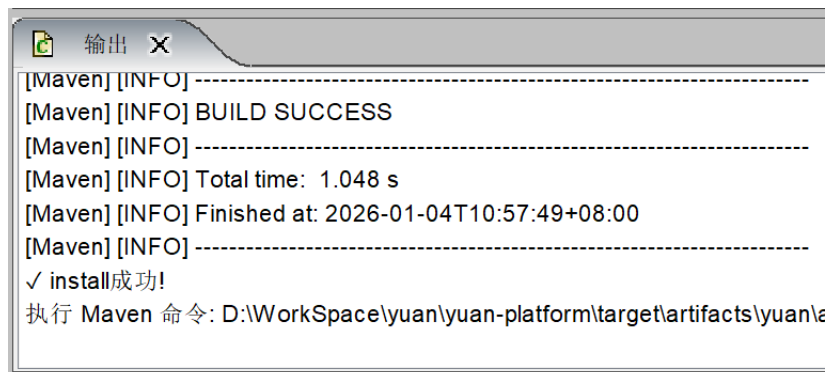 输出
[Maven] [INFO] ------------------------------------------------------------------------
[Maven] [INFO] BUILD SUCCESS
[Maven] [INFO] ------------------------------------------------------------------------
[Maven] [INFO] Total time:  1.048 s
[Maven] [INFO] Finished at: 2026-01-04T10:57:49+08:00
[Maven] [INFO] ------------------------------------------------------------------------
✓ install成功!
执行 Maven 命令: D:\WorkSpace\yuan\yuan-platform\target\artifacts\yuan\a